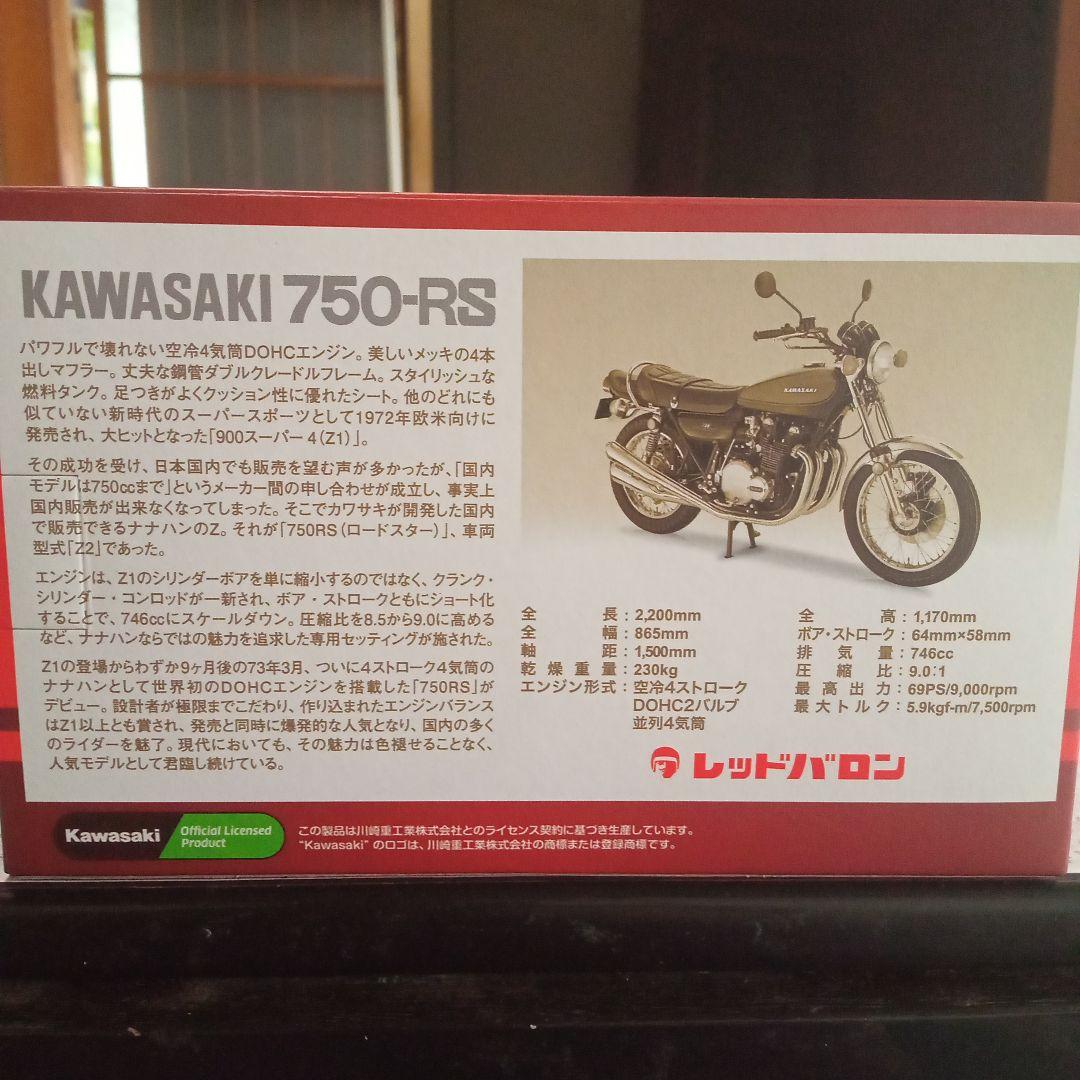 KAWASAKI 750-RS
パワフルで壊れない空冷4気筒DOHCエンジン。美しいメッキの4本
出しマフラー。丈夫な鋼管ダブルクレードルフレーム。スタイリッシュな
燃料タンク。足つきがよくクッション性に優れたシート。他のどれにも
似ていない新時代のスーパースポーツとして1972年欧米向けに
発売され、大ヒットとなった「900スーパー4(Z1)」。
その成功を受け、日本国内でも販売を望む声が多かったが、「国内
モデルは750ccまで」というメーカー間の申し合わせが成立し、事実上
国内販売が出来なくなってしまった。そこでカワサキが開発した国内
で販売できるナナハンのZ。それが「750RS(ロードスター)」、車両
型式「Z2」であった。
エンジンは、Z1のシリンダーボアを単に縮小するのではなく、クランク・
シリンダー・コンロッドが一新され、ボア・ストロークともにショート化
することで、746ccにスケールダウン。圧縮比を8.5から9.0に高める
など、ナナハンならではの魅力を追求した専用セッティングが施された。
Z1の登場からわずか9ヶ月後の73年3月、ついに4ストローク4気筒の
ナナハンとして世界初のDOHCエンジンを搭載した「750RS」が
デビュー。設計者が極限までこだわり、作り込まれたエンジンバランス
はZ1以上とも賞され、発売と同時に爆発的な人気となり、国内の多く
のライダーを魅了。現代においても、その魅力は色褪せることなく、
人気モデルとして君臨し続けている。
KAWASAKI
全長：2,200mm
全幅：865mm
軸距：1,500mm
乾燥重量：230kg
エンジン形式：空冷4ストローク
DOHC2バルブ
並列4気筒
全高：1,170mm
ボア・ストローク：64mm×58mm
排気量：746cc
圧縮比：9.0:1
最高出力：69PS/9,000rpm
最大トルク：5.9kgf-m/7,500rpm
レッドバロン
Kawasaki
Official Licensed
Product
この製品は川崎重工業株式会社とのライセンス契約に基づき生産しています。
"Kawasaki" のロゴは、川崎重工業株式会社の商標または登録商標です。